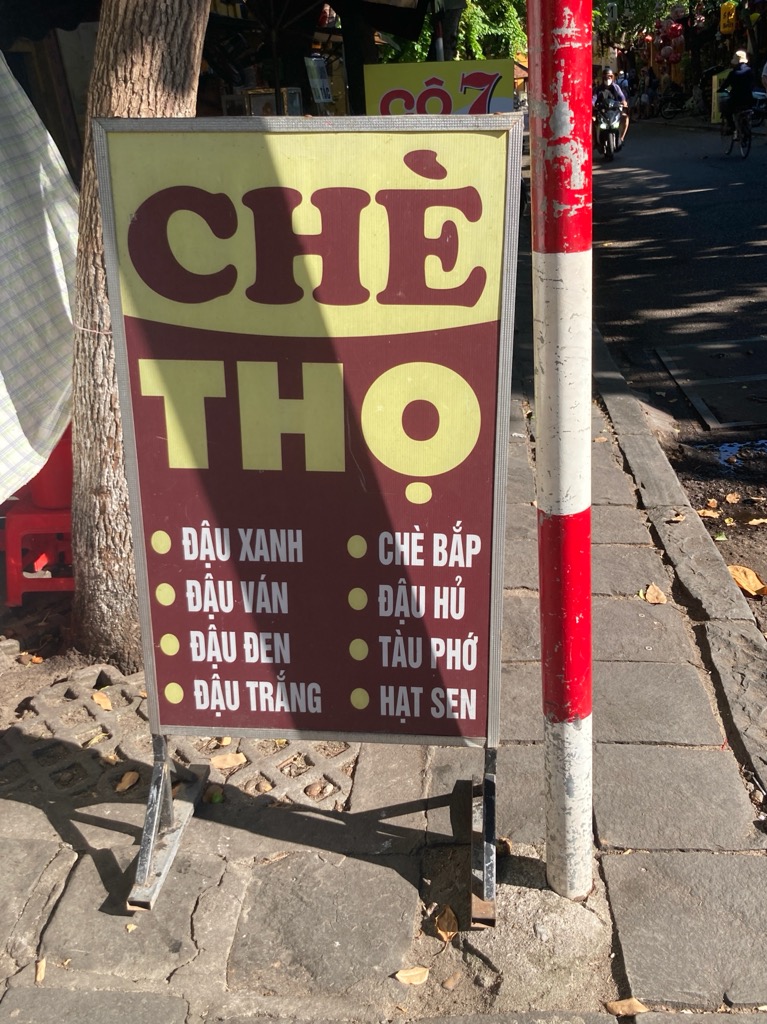 CÔ 7
CHÈ
THỌ
ĐẬU XANH
ĐẬU VÁN
ĐẬU ĐEN
ĐẬU TRẮNG
CHÈ BẮP
ĐẬU HỦ
TÀU PHỚ
HẠT SEN